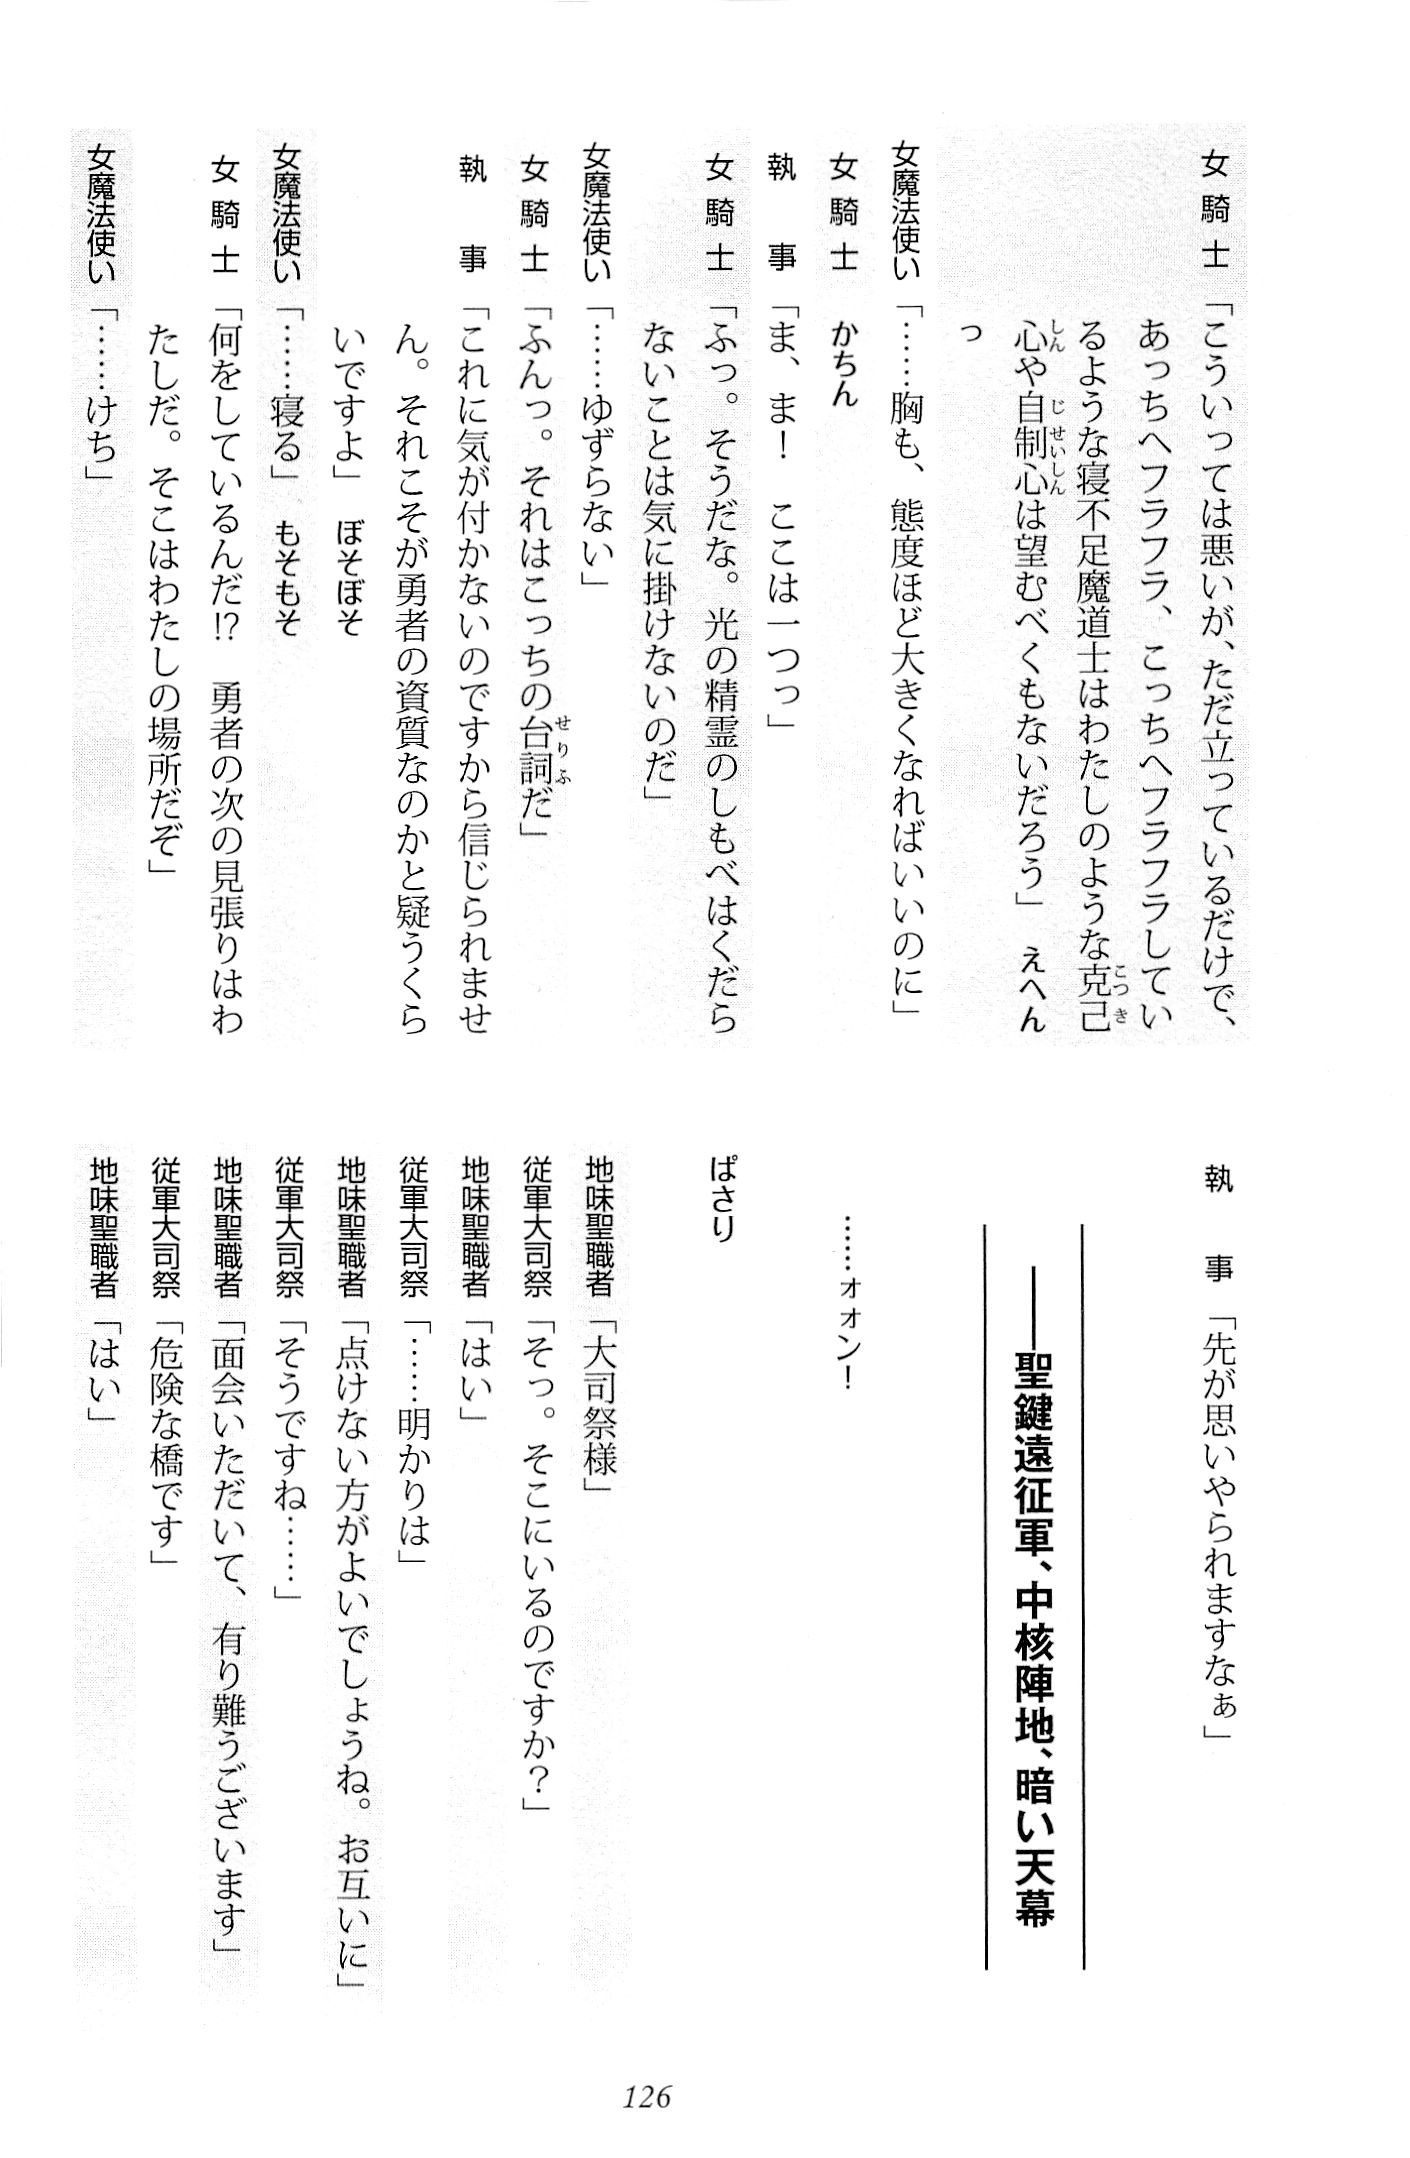 女騎士「こういっては悪いが、ただ立っているだけで、
あっちへフラフラ、こっちへフラフラしてい
るような寝不足魔道士はわたしのような克己
心や自制心は望むべくもないだろう」　えへん
っ
女魔法使い「……胸も、態度ほど大きくなればいいのに」
女騎士　かちん
執事「ま、ま！　ここは一つっ」
女騎士「ふっ。そうだな。光の精霊のしもべはくだら
ないことは気に掛けないのだ」
女魔法使い「……ゆずらない」
女騎士「ふんっ。それはこっちの台詞だ」
執事「これに気が付かないのですから信じられませ
ん。それこそが勇者の資質なのかと疑うくら
いですよ」　ぼそぼそ
女魔法使い「……寝る」　もそもそ
女騎士「何をしているんだ!?　勇者の次の見張りはわ
たしだ。そこはわたしの場所だぞ」
女魔法使い「……けち」
執事「先が思いやられますなぁ」
――聖鍵遠征軍、中核陣地、暗い天幕
……ォォン！
ぱさり
地味聖職者「大司祭様」
従軍大司祭「そっ。そこにいるのですか？」
地味聖職者「はい」
従軍大司祭「……明かりは」
地味聖職者「点けない方がよいでしょうね。お互いに」
従軍大司祭「そうですね……」
地味聖職者「面会いただいて、有り難うございます」
従軍大司祭「危険な橋です」
地味聖職者「はい」
126